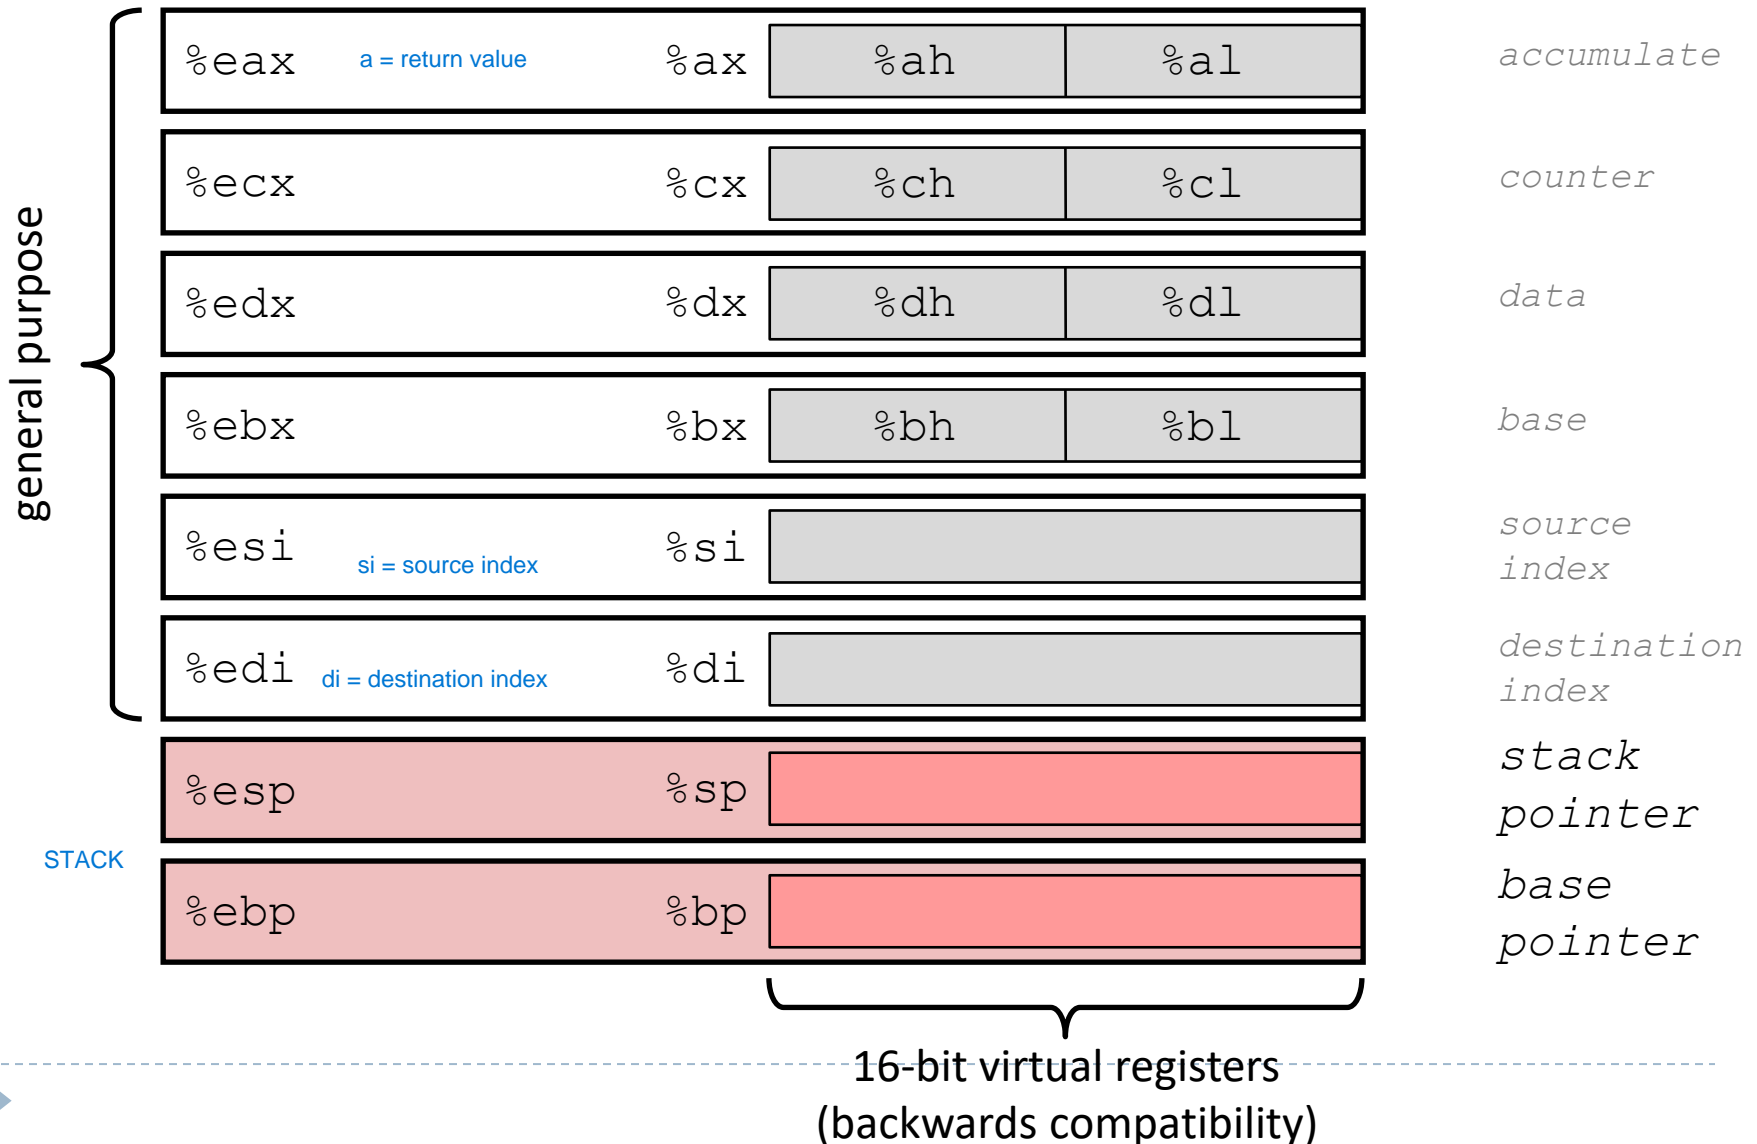 general purpose
%eax a = return value %ax %ah %al accumulate
%ecx %cx %ch %cl counter
%edx %dx %dh %dl data
%ebx %bx %bh %bl base
%esi si = source index %si source
index
%edi di = destination index %di destination
index
%esp %sp stack
pointer
STACK
%ebp %bp base
pointer
16-bit virtual registers
(backwards compatibility)